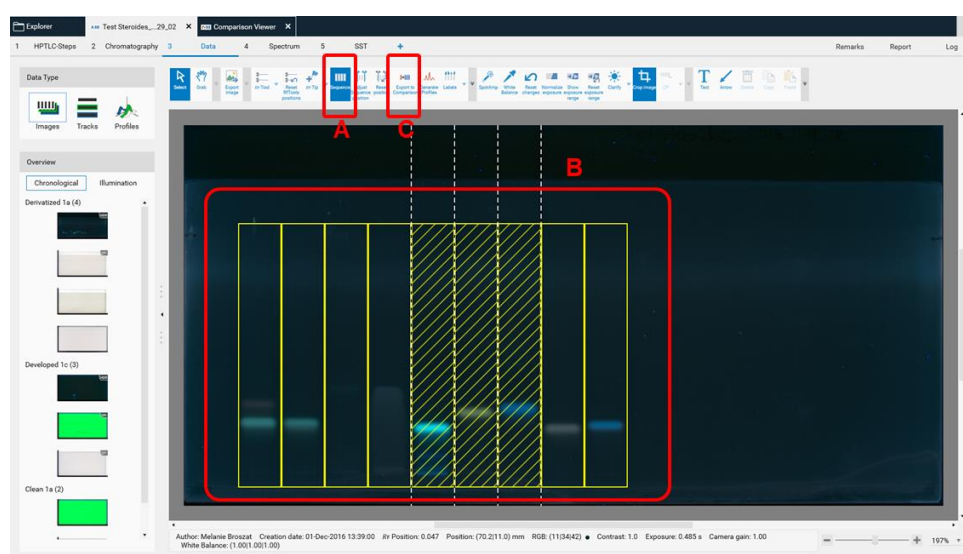 Explorer
Test Steroides_...29_02 ×
Comparison Viewer ×
1 HPTLC-Steps 2 Chromatography 3 Data 4 Spectrum 5 SST +
Remarks Report Log
Data Type
Images Tracks Profiles
Select Grab Export image
Reset RfTools positions
Sequence
Export to Comparison
Generate Profiles
Labels
Spotchup
White Balance
Reset changes
Normalize exposure
Show exposure range
Reset exposure range
Clarify
Crop Image
Text Arrow
A
C
B
Overview
Chronological Illumination
Derivatized 1a (4)
Developed 1c (3)
Clean 1a (2)
Author: Melanie Broszat Creation date: 01-Dec-2016 13:39:00 RF Position: 0.047 Position: (70.2|11.0) mm RGB: (11|34|42) ● Contrast: 1.0 Exposure: 0.485 s Camera gain: 1.00
White Balance: (1.00|1.00|1.00)
197%